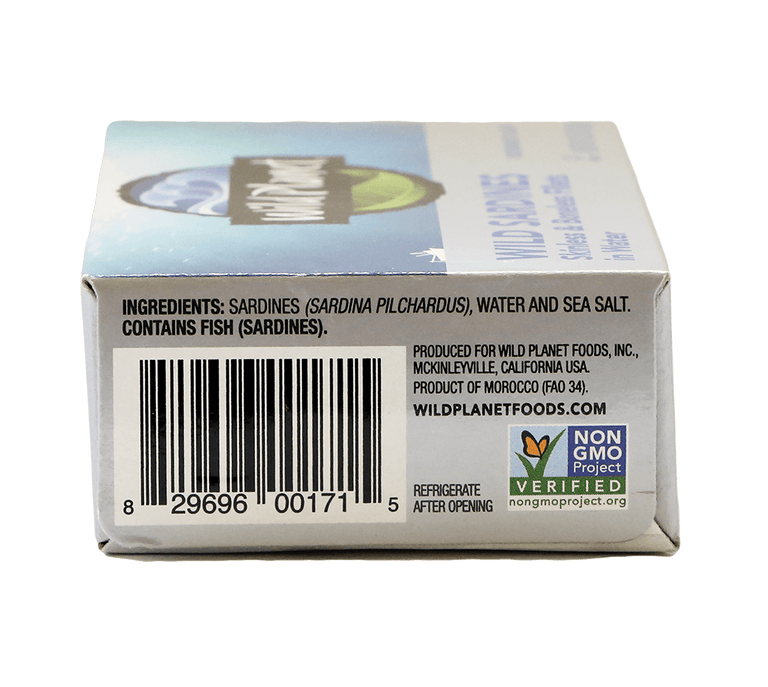 Wild Planet
WILD SARDINES
Skinless & Boneless Fillets
in Water
INGREDIENTS: SARDINES (SARDINA PILCHARDUS), WATER AND SEA SALT.
CONTAINS FISH (SARDINES).
PRODUCED FOR WILD PLANET FOODS, INC.,
MCKINLEYVILLE, CALIFORNIA USA.
PRODUCT OF MOROCCO (FAO 34).
WILDPLANETFOODS.COM
8 29696 00171 5
REFRIGERATE
AFTER OPENING
NON
GMO
Project
VERIFIED
nongmoproject.org